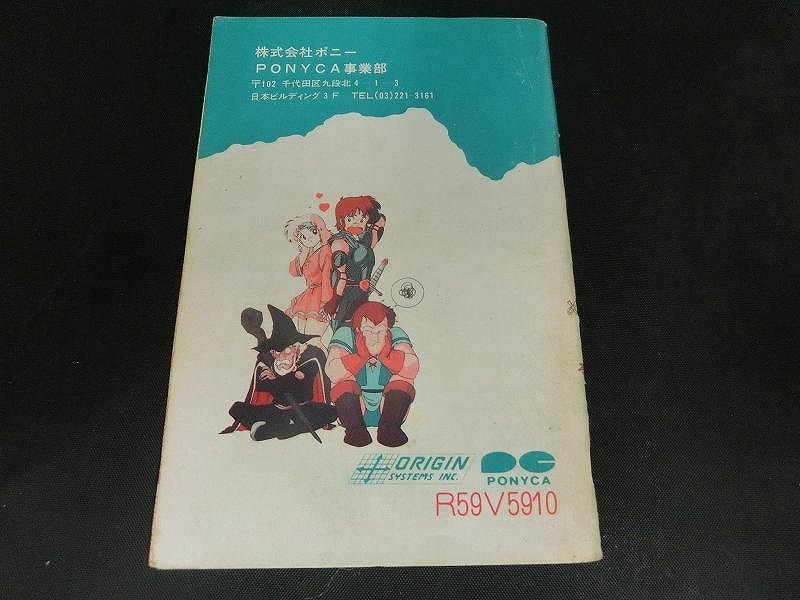 株式会社ポニー
PONYCA事業部
〒102 千代田区九段北4-1-3
日本ビルディング3F TEL(03)221-3161
ORIGIN
SYSTEMS INC.
PC
PONYCA
R59V5910